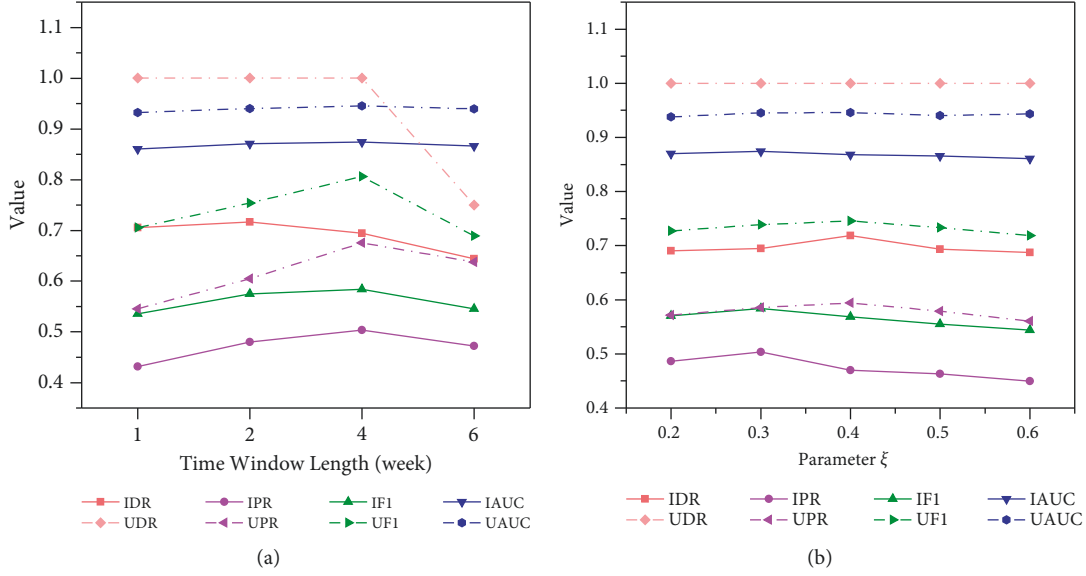 1.1
1.0
0.9
0.8
0.7
0.6
0.5
0.4
Value
1 2 4 6
Time Window Length (week)
IDR IPR IF1 IAUC
UDR UPR UF1 UAUC
(a)
1.1
1.0
0.9
0.8
0.7
0.6
0.5
0.4
Value
0.2 0.3 0.4 0.5 0.6
Parameter ξ
IDR IPR IF1 IAUC
UDR UPR UF1 UAUC
(b)